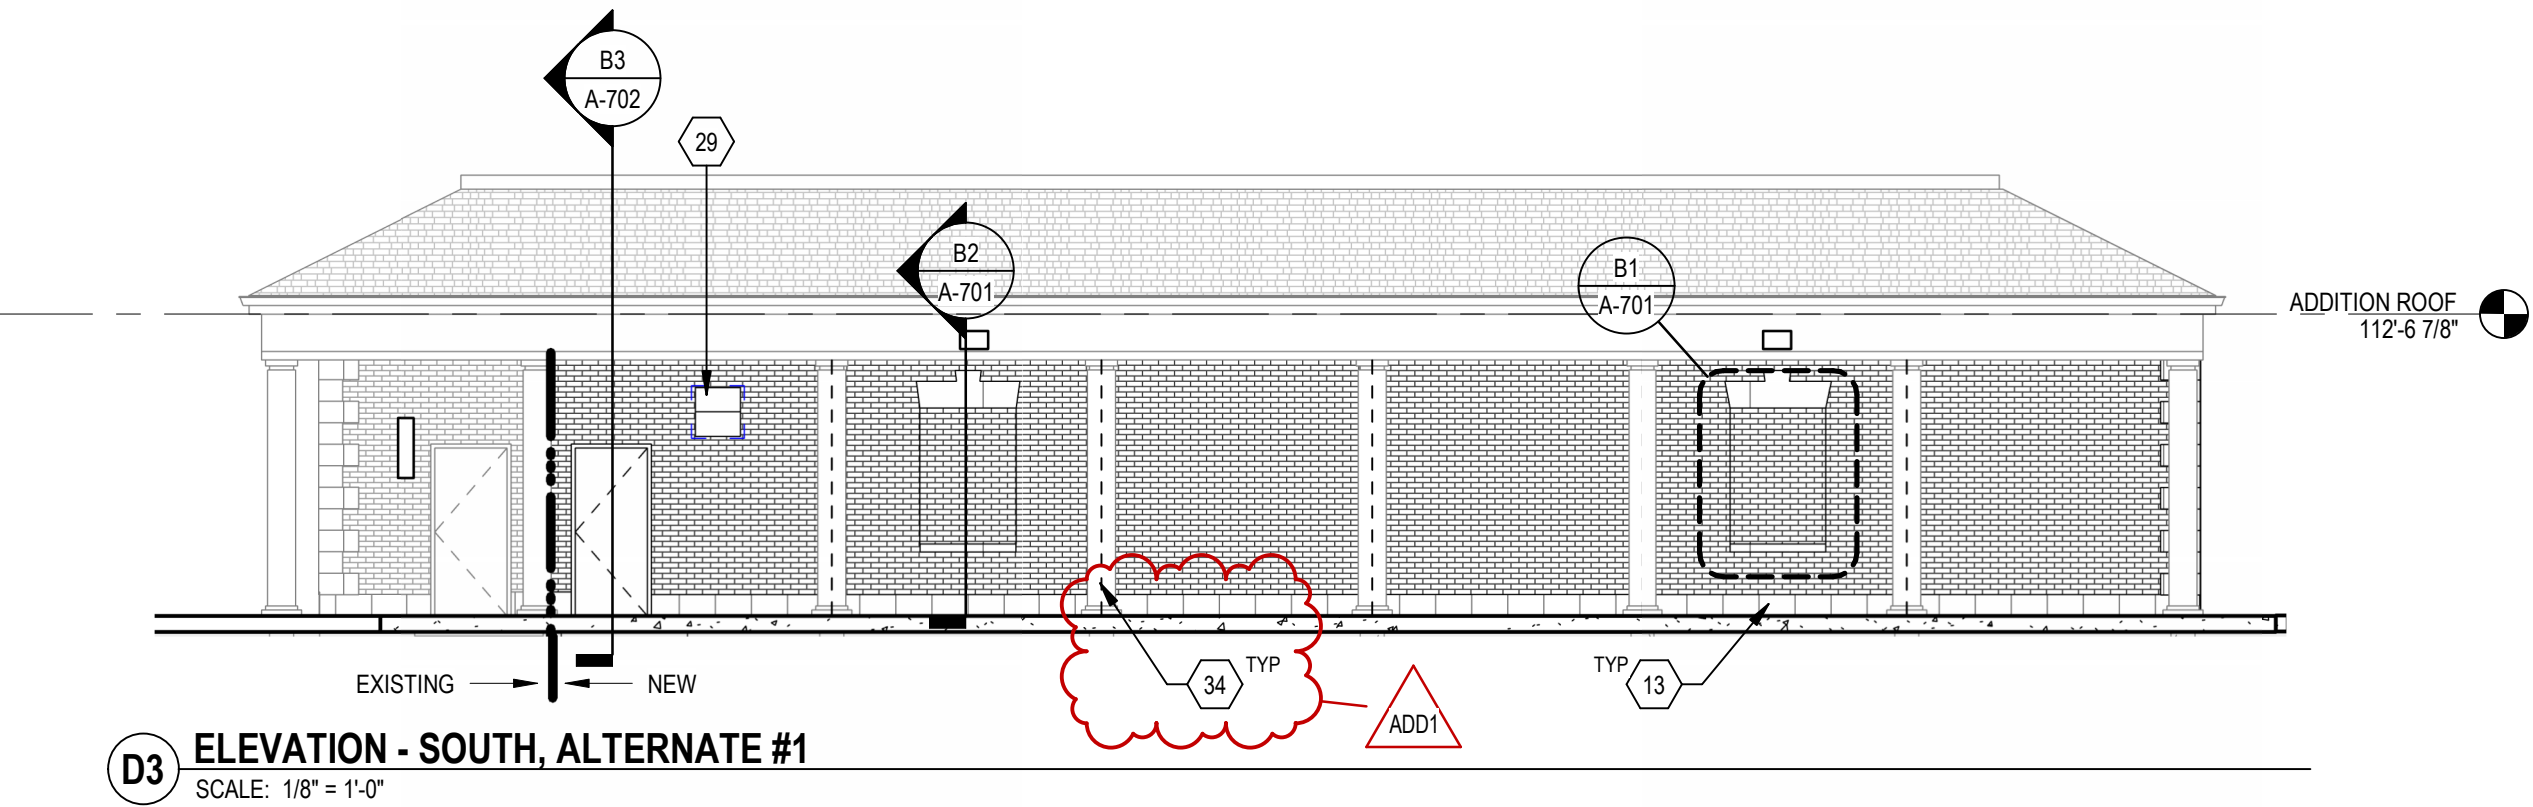 B3
A-702
29
B2
A-701
B1
A-701
ADDITION ROOF
112'-6 7/8"
EXISTING
NEW
34
TYP
TYP
13
ADD1
D3
ELEVATION - SOUTH, ALTERNATE #1
SCALE: 1/8" = 1'-0"